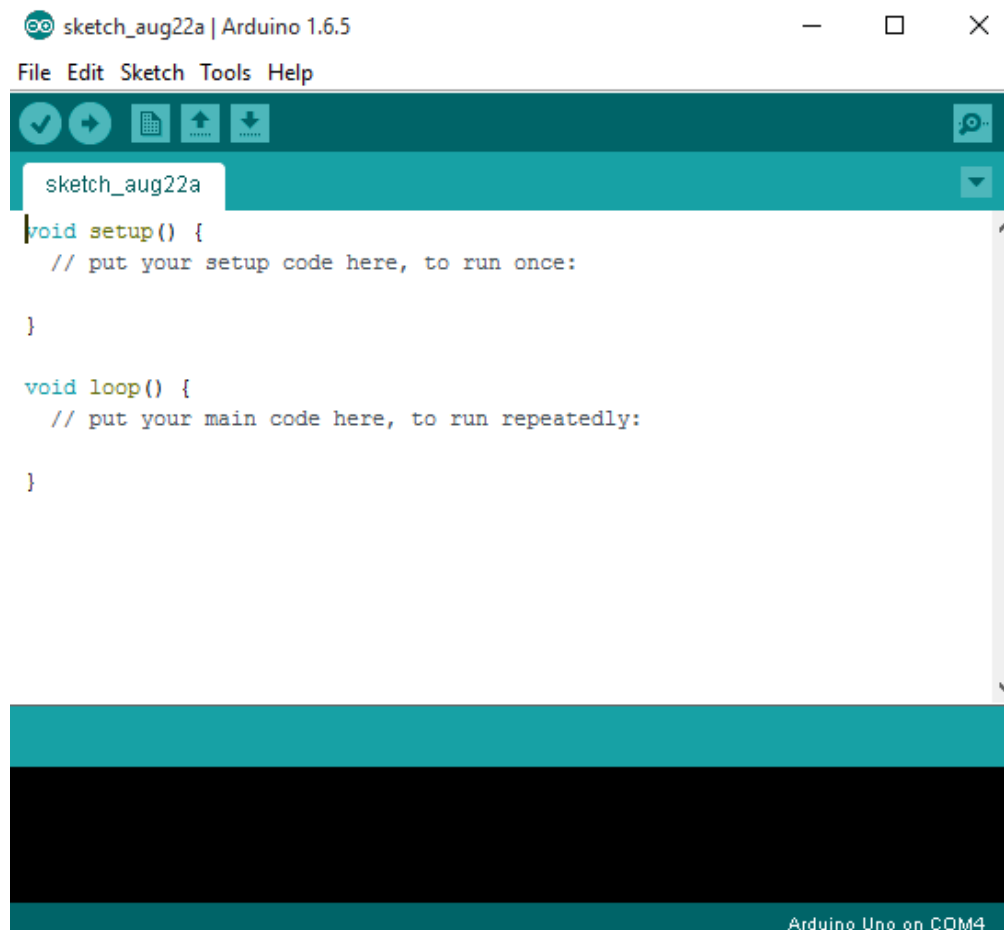 sketch_aug22a | Arduino 1.6.5
File Edit Sketch Tools Help
sketch_aug22a
void setup() {
  // put your setup code here, to run once:

}

void loop() {
  // put your main code here, to run repeatedly:

}
Arduino Uno on COM4